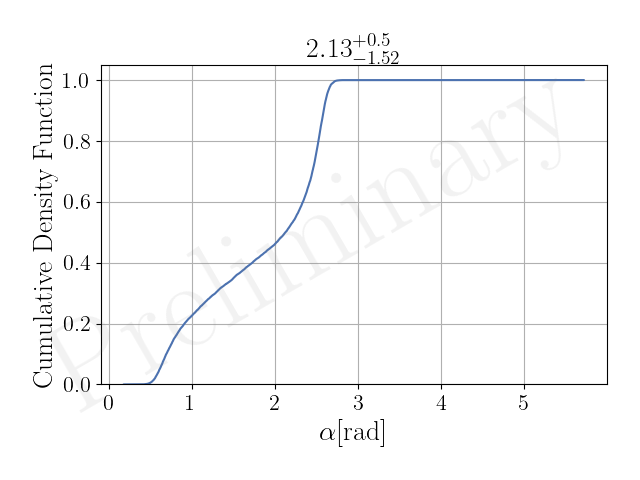 2.13^{+0.5}_{-1.52}
Cumulative Density Function
1.0
0.8
0.6
0.4
0.2
0.0
0 1 2 3 4 5
α[rad]
Preliminary